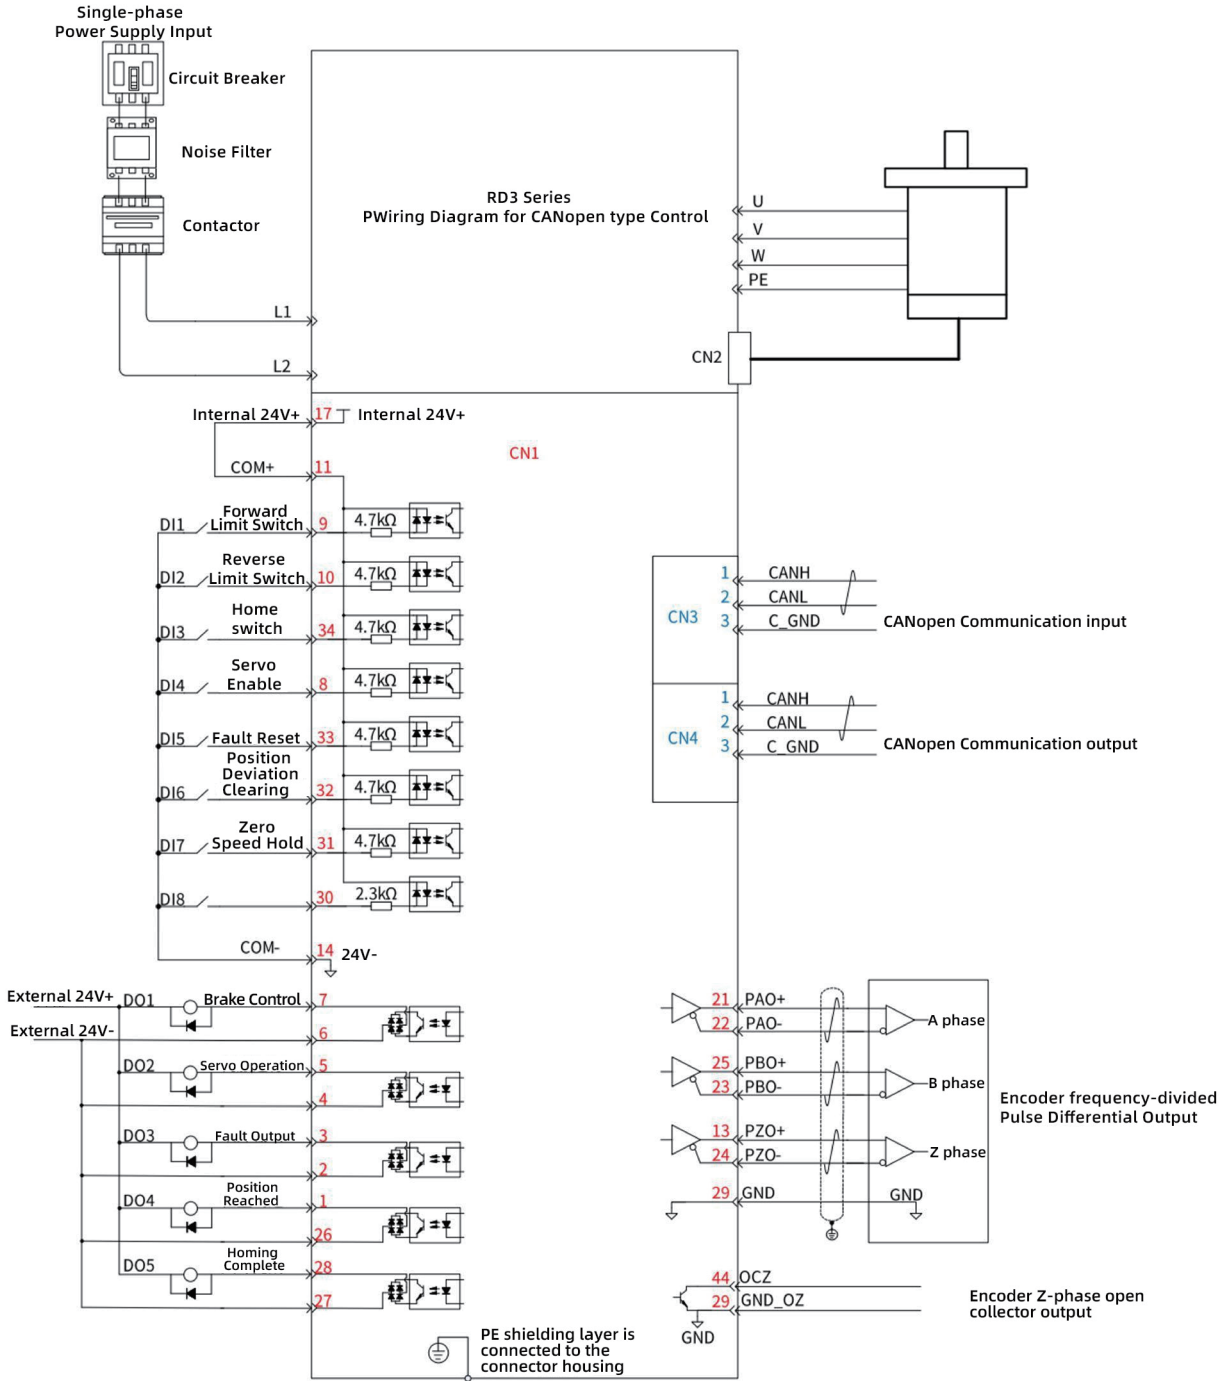 Single-phase
Power Supply Input
Circuit Breaker
Noise Filter
Contactor
RD3 Series
PWiring Diagram for CANopen type Control
U
V
W
PE
L1
L2
CN2
Internal 24V+
17
Internal 24V+
CN1
COM+
11
DI1
Forward
Limit Switch
9
4.7kΩ
DI2
Reverse
Limit Switch
10
4.7kΩ
DI3
Home
switch
34
4.7kΩ
DI4
Servo
Enable
8
4.7kΩ
DI5
Fault Reset
33
4.7kΩ
DI6
Position
Deviation
Clearing
32
4.7kΩ
DI7
Zero
Speed Hold
31
4.7kΩ
DI8
30
2.3kΩ
COM-
14
24V-
CN3
1
CANH
2
CANL
3
C_GND
CANopen Communication input
CN4
1
CANH
2
CANL
3
C_GND
CANopen Communication output
External 24V+
DO1
Brake Control
7
External 24V-
6
DO2
Servo Operation
5
4
DO3
Fault Output
3
2
DO4
Position
Reached
1
26
DO5
Homing
Complete
28
27
21
PAO+
22
PAO-
A phase
25
PBO+
23
PBO-
B phase
13
PZO+
24
PZO-
Z phase
29
GND
GND
Encoder frequency-divided
Pulse Differential Output
44
OCZ
29
GND_OZ
GND
Encoder Z-phase open
collector output
PE shielding layer is
connected to the
connector housing